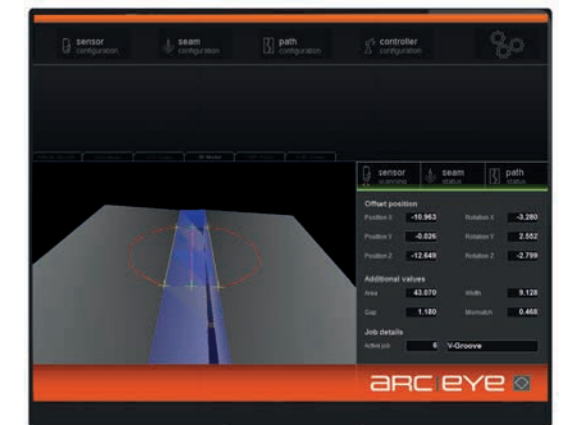 sensor
configuration
seam
configuration
path
configuration
controller
configuration
3D Model
sensor
scanning
seam
status
path
status
Offset position
Position X -10.963 Rotation X -3.280
Position Y -0.026 Rotation Y 2.552
Position Z -12.649 Rotation Z -2.799
Additional values
Area 43.070 Width 9.128
Gap 1.180 Mismatch 0.468
Job details
Active job 6 V-Groove
arc eye